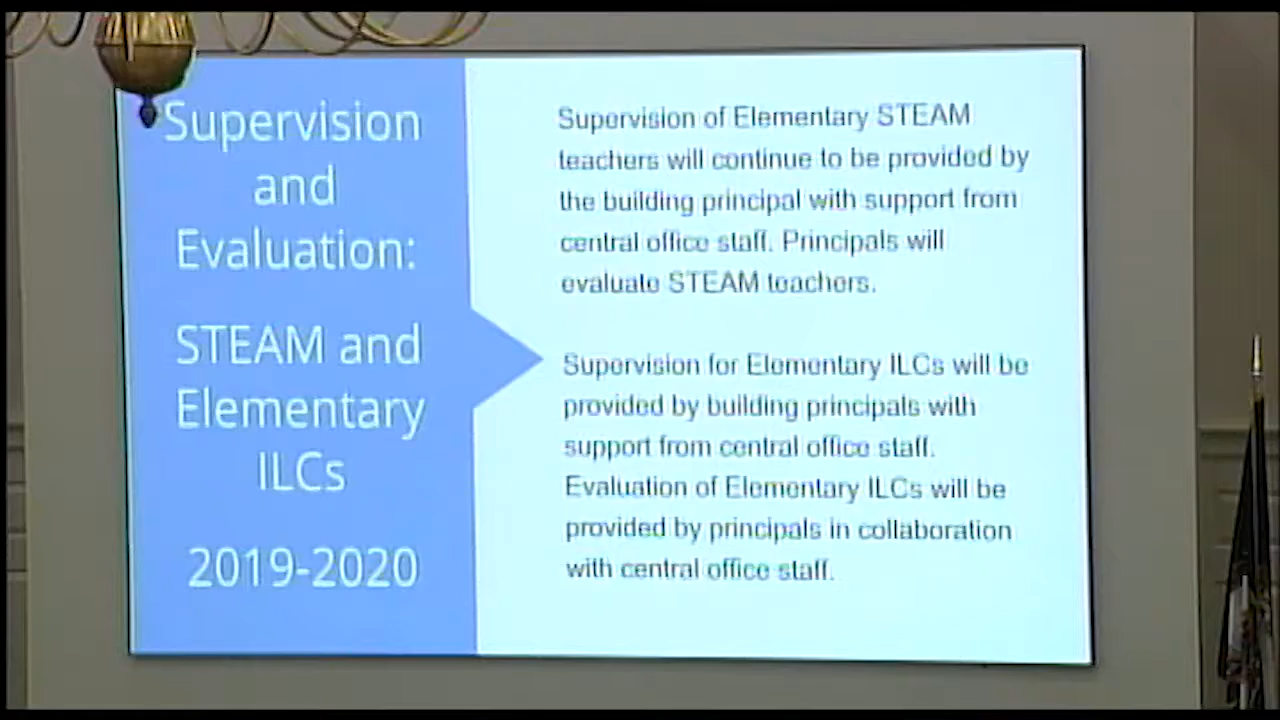 Supervision
and
Evaluation:
STEAM and
Elementary
ILCs
2019-2020
Supervision of Elementary STEAM
teachers will continue to be provided by
the building principal with support from
central office staff. Principals will
evaluate STEAM teachers.
Supervision for Elementary ILCs will be
provided by building principals with
support from central office staff.
Evaluation of Elementary ILCs will be
provided by principals in collaboration
with central office staff.